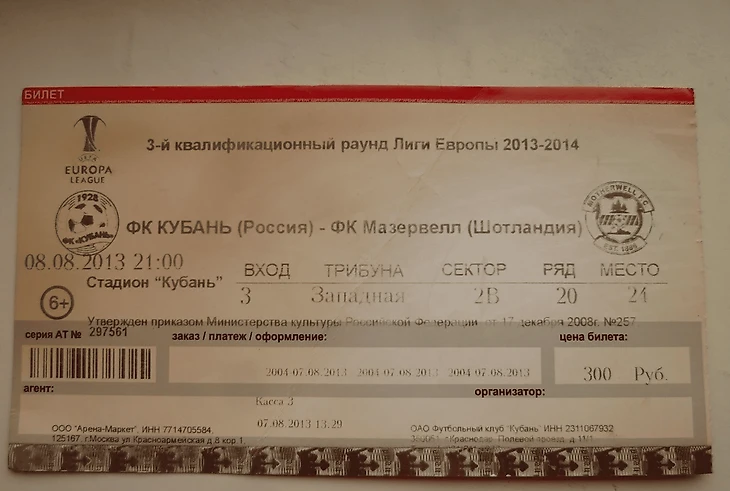 БИЛЕТ
3-й квалификационный раунд Лиги Европы 2013-2014
EUROPA
LEAGUE
1928
ФК «КУБАНЬ»
ФК КУБАНЬ (Россия) - ФК Мазервелл (Шотландия)
MOTHERWELL F.C.
EST. 1886
08.08.2013 21:00
Стадион "Кубань"
ВХОД ТРИБУНА СЕКТОР РЯД МЕСТО
3 Западная 2В 20 21
6+
Утвержден приказом Министерства культуры Российской Федерации от 17 декабря 2008г. №257
серия АТ № 297561
заказ / платеж / оформление:
цена билета:
2004-07.08.2013 2004-07.08.2013 2004-07.08.2013
300 Руб.
агент:
организатор:
Касса 3
07.08.2013 13.29
ООО "Арена-Маркет", ИНН 7714705584,
125167, г.Москва ул Красноармейская д.8 кор 1
ОАО Футбольный клуб "Кубань" ИНН 2311067932
г.Краснодар